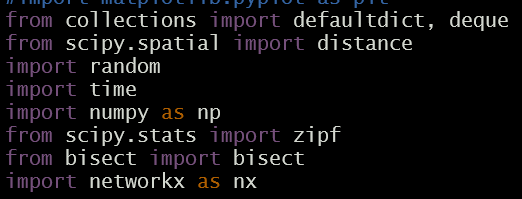 #import matplotlib.pyplot as plt
from collections import defaultdict, deque
from scipy.spatial import distance
import random
import time
import numpy as np
from scipy.stats import zipf
from bisect import bisect
import networkx as nx